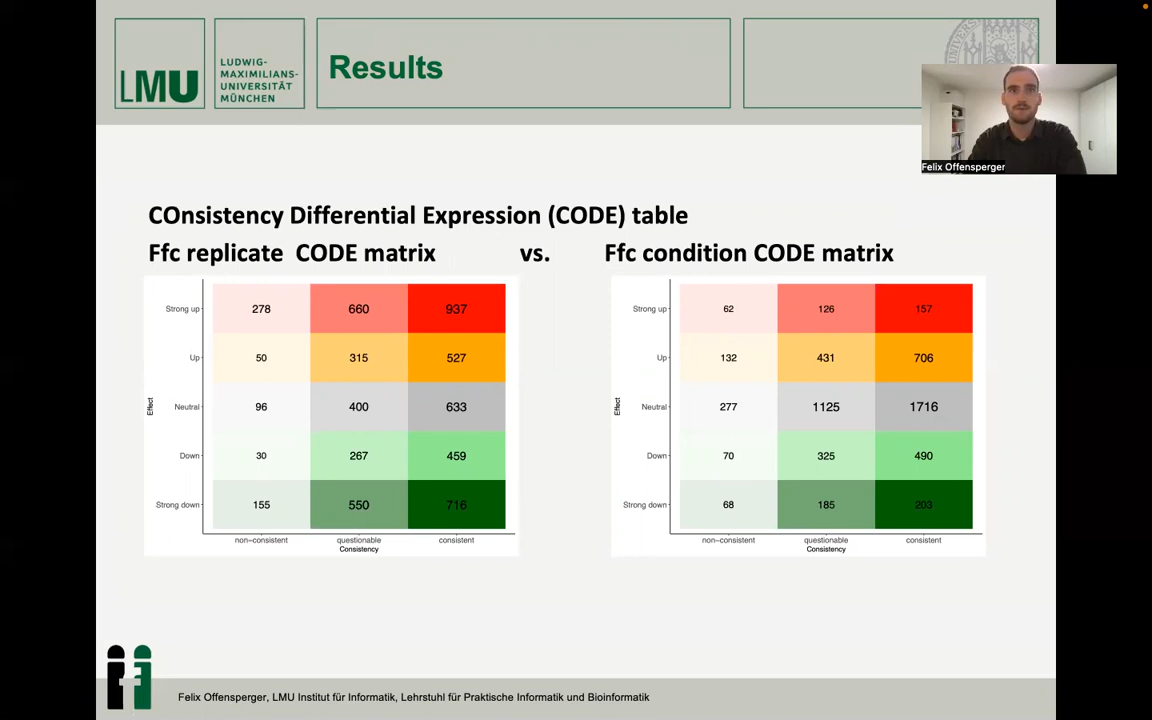 LMU
LUDWIG-
MAXIMILIANS-
UNIVERSITÄT
MÜNCHEN
Results
Felix Offensperger
COnsistency Differential Expression (CODE) table
Ffc replicate CODE matrix vs. Ffc condition CODE matrix
Effect
Strong up 278 660 937
Up 50 315 527
Neutral 96 400 633
Down 30 267 459
Strong down 155 550 716
non-consistent questionable consistent
Consistency
Effect
Strong up 62 126 157
Up 132 431 706
Neutral 277 1125 1716
Down 70 325 490
Strong down 68 185 203
non-consistent questionable consistent
Consistency
Felix Offensperger, LMU Institut für Informatik, Lehrstuhl für Praktische Informatik und Bioinformatik